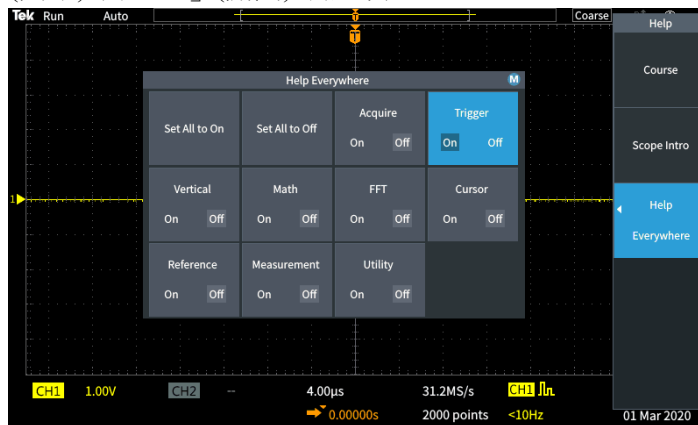 Tek Run Auto Coarse
T
Help
Course
Scope Intro
Help
Everywhere
Help Everywhere M
Set All to On
Set All to Off
Acquire
On Off
Trigger
On Off
Vertical
On Off
Math
On Off
FFT
On Off
Cursor
On Off
Reference
On Off
Measurement
On Off
Utility
On Off
1
CH1 1.00V CH2 -- 4.00µs 31.2MS/s CH1
0.00000s 2000 points <10Hz 01 Mar 2020